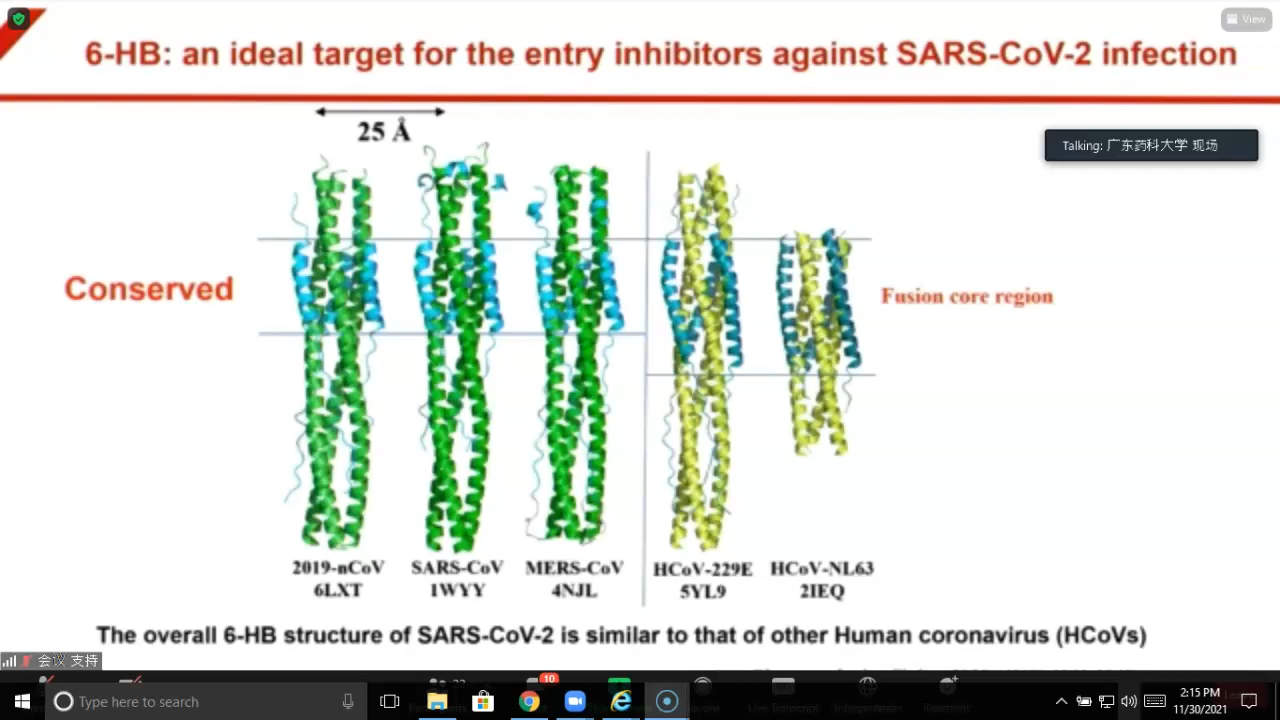 View
6-HB: an ideal target for the entry inhibitors against SARS-CoV-2 infection
25 Å
Talking: 广东药科大学 现场
Conserved
Fusion core region
2019-nCoV
6LXT
SARS-CoV
1WYY
MERS-CoV
4NJL
HCoV-229E
5YL9
HCoV-NL63
2IEQ
The overall 6-HB structure of SARS-CoV-2 is similar to that of other Human coronavirus (HCoVs)
会议 支持
10
Type here to search
Live Transcript
Interpretation
Reactions
2:15 PM
11/30/2021